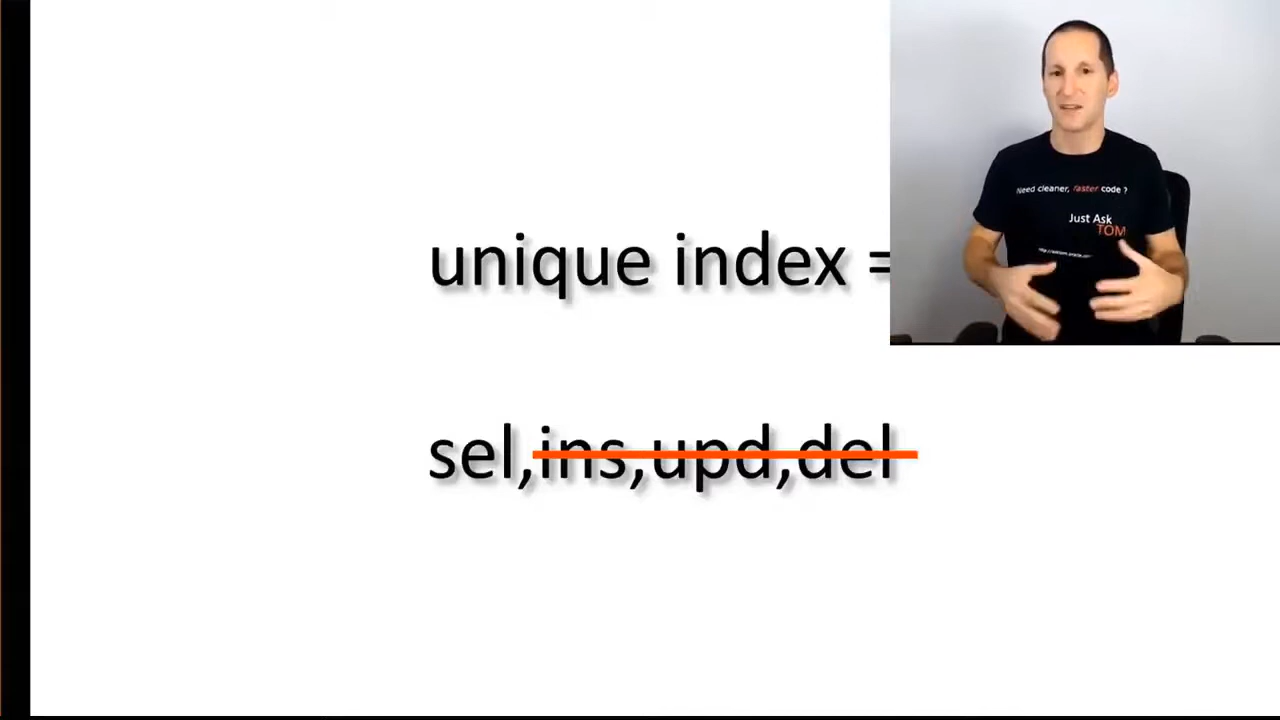 unique index =
sel,ins,upd,del
Need cleaner, faster code ?
Just Ask
TOM